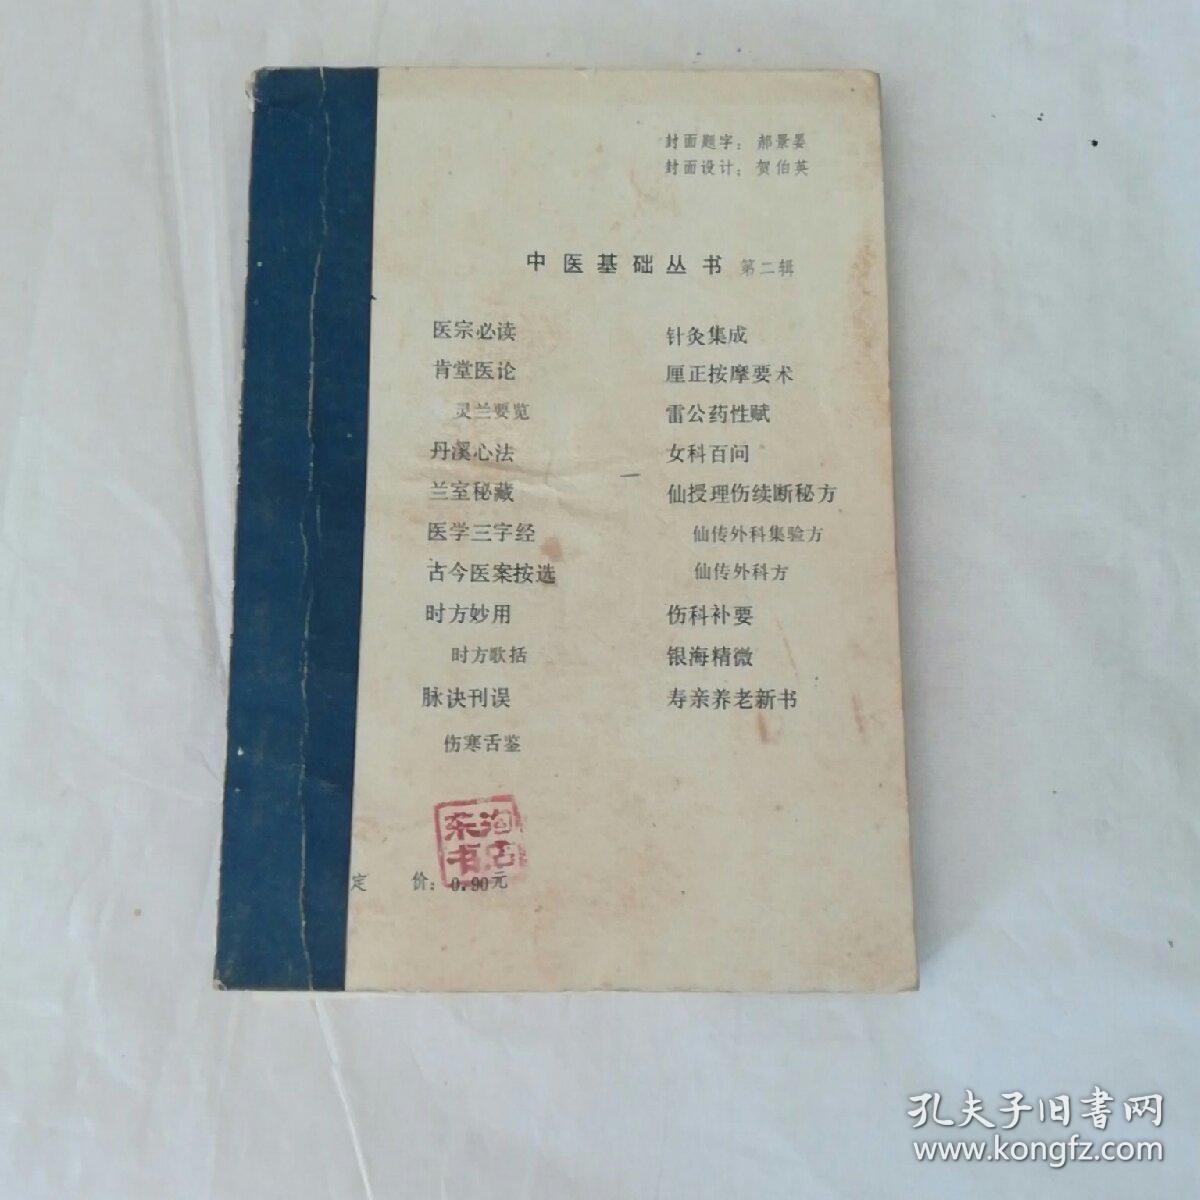 封面题字：郝景晏
封面设计：贺伯英
中医基础丛书 第二辑
医宗必读
肯堂医论
灵兰要览
丹溪心法
兰室秘藏
医学三字经
古今医案按选
时方妙用
时方歌括
脉诀刊误
伤寒舌鉴
针灸集成
厘正按摩要术
雷公药性赋
女科百问
仙授理伤续断秘方
仙传外科集验方
仙传外科方
伤科补要
银海精微
寿亲养老新书
定 价：0.90元
孔夫子旧书网
www.kongfz.com